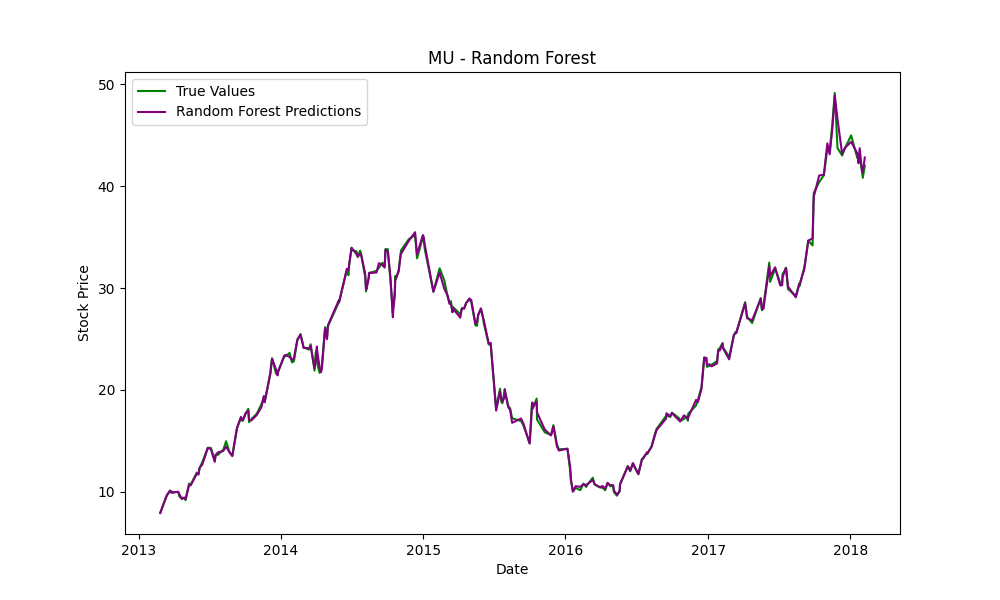 MU - Random Forest
True Values
Random Forest Predictions
50
40
30
20
10
Stock Price
2013 2014 2015 2016 2017 2018
Date